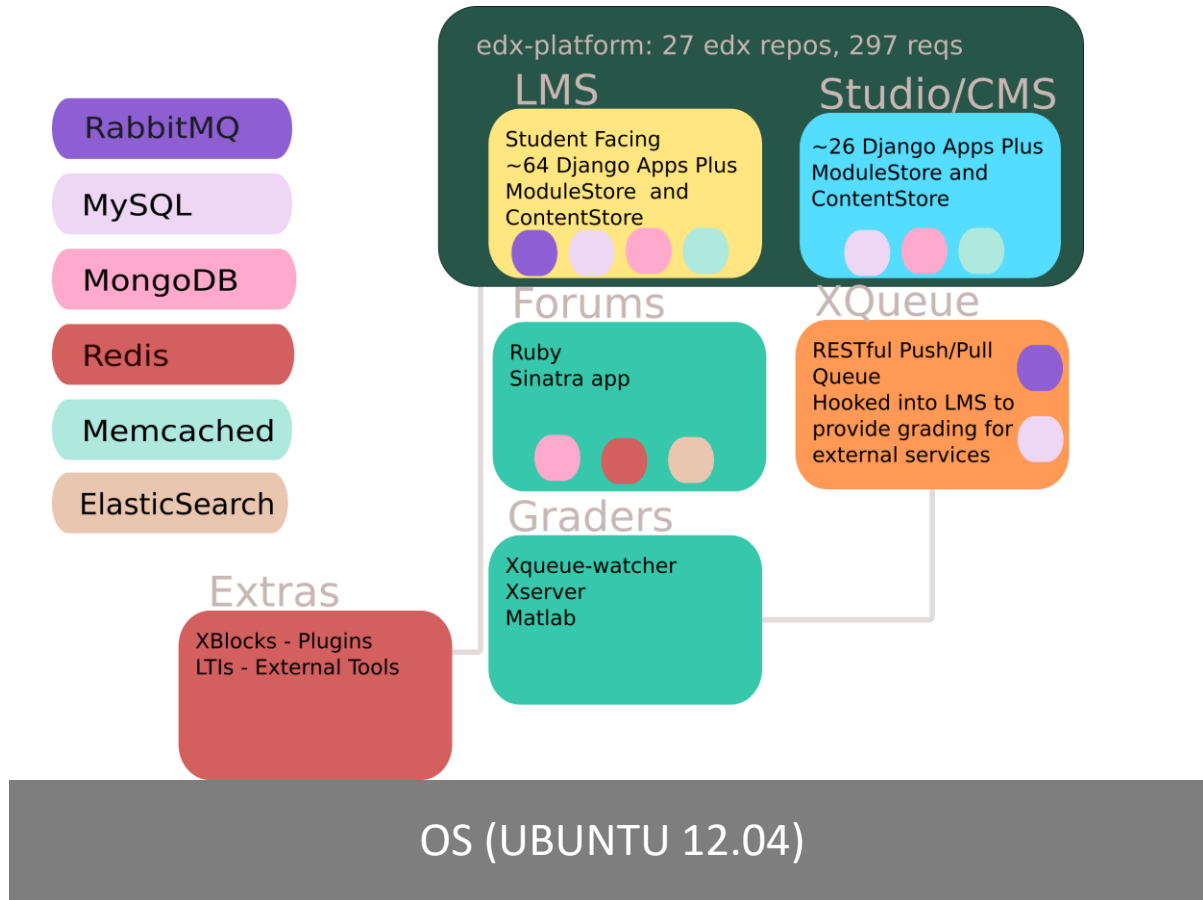 edx-platform: 27 edx repos, 297 reqs
LMS
Studio/CMS
RabbitMQ
MySQL
MongoDB
Redis
Memcached
ElasticSearch
Student Facing
~64 Django Apps Plus
ModuleStore and
ContentStore
~26 Django Apps Plus
ModuleStore and
ContentStore
Forums
XQueue
Ruby
Sinatra app
RESTful Push/Pull
Queue
Hooked into LMS to
provide grading for
external services
Graders
Xqueue-watcher
Xserver
Matlab
Extras
XBlocks - Plugins
LTIs - External Tools
OS (UBUNTU 12.04)